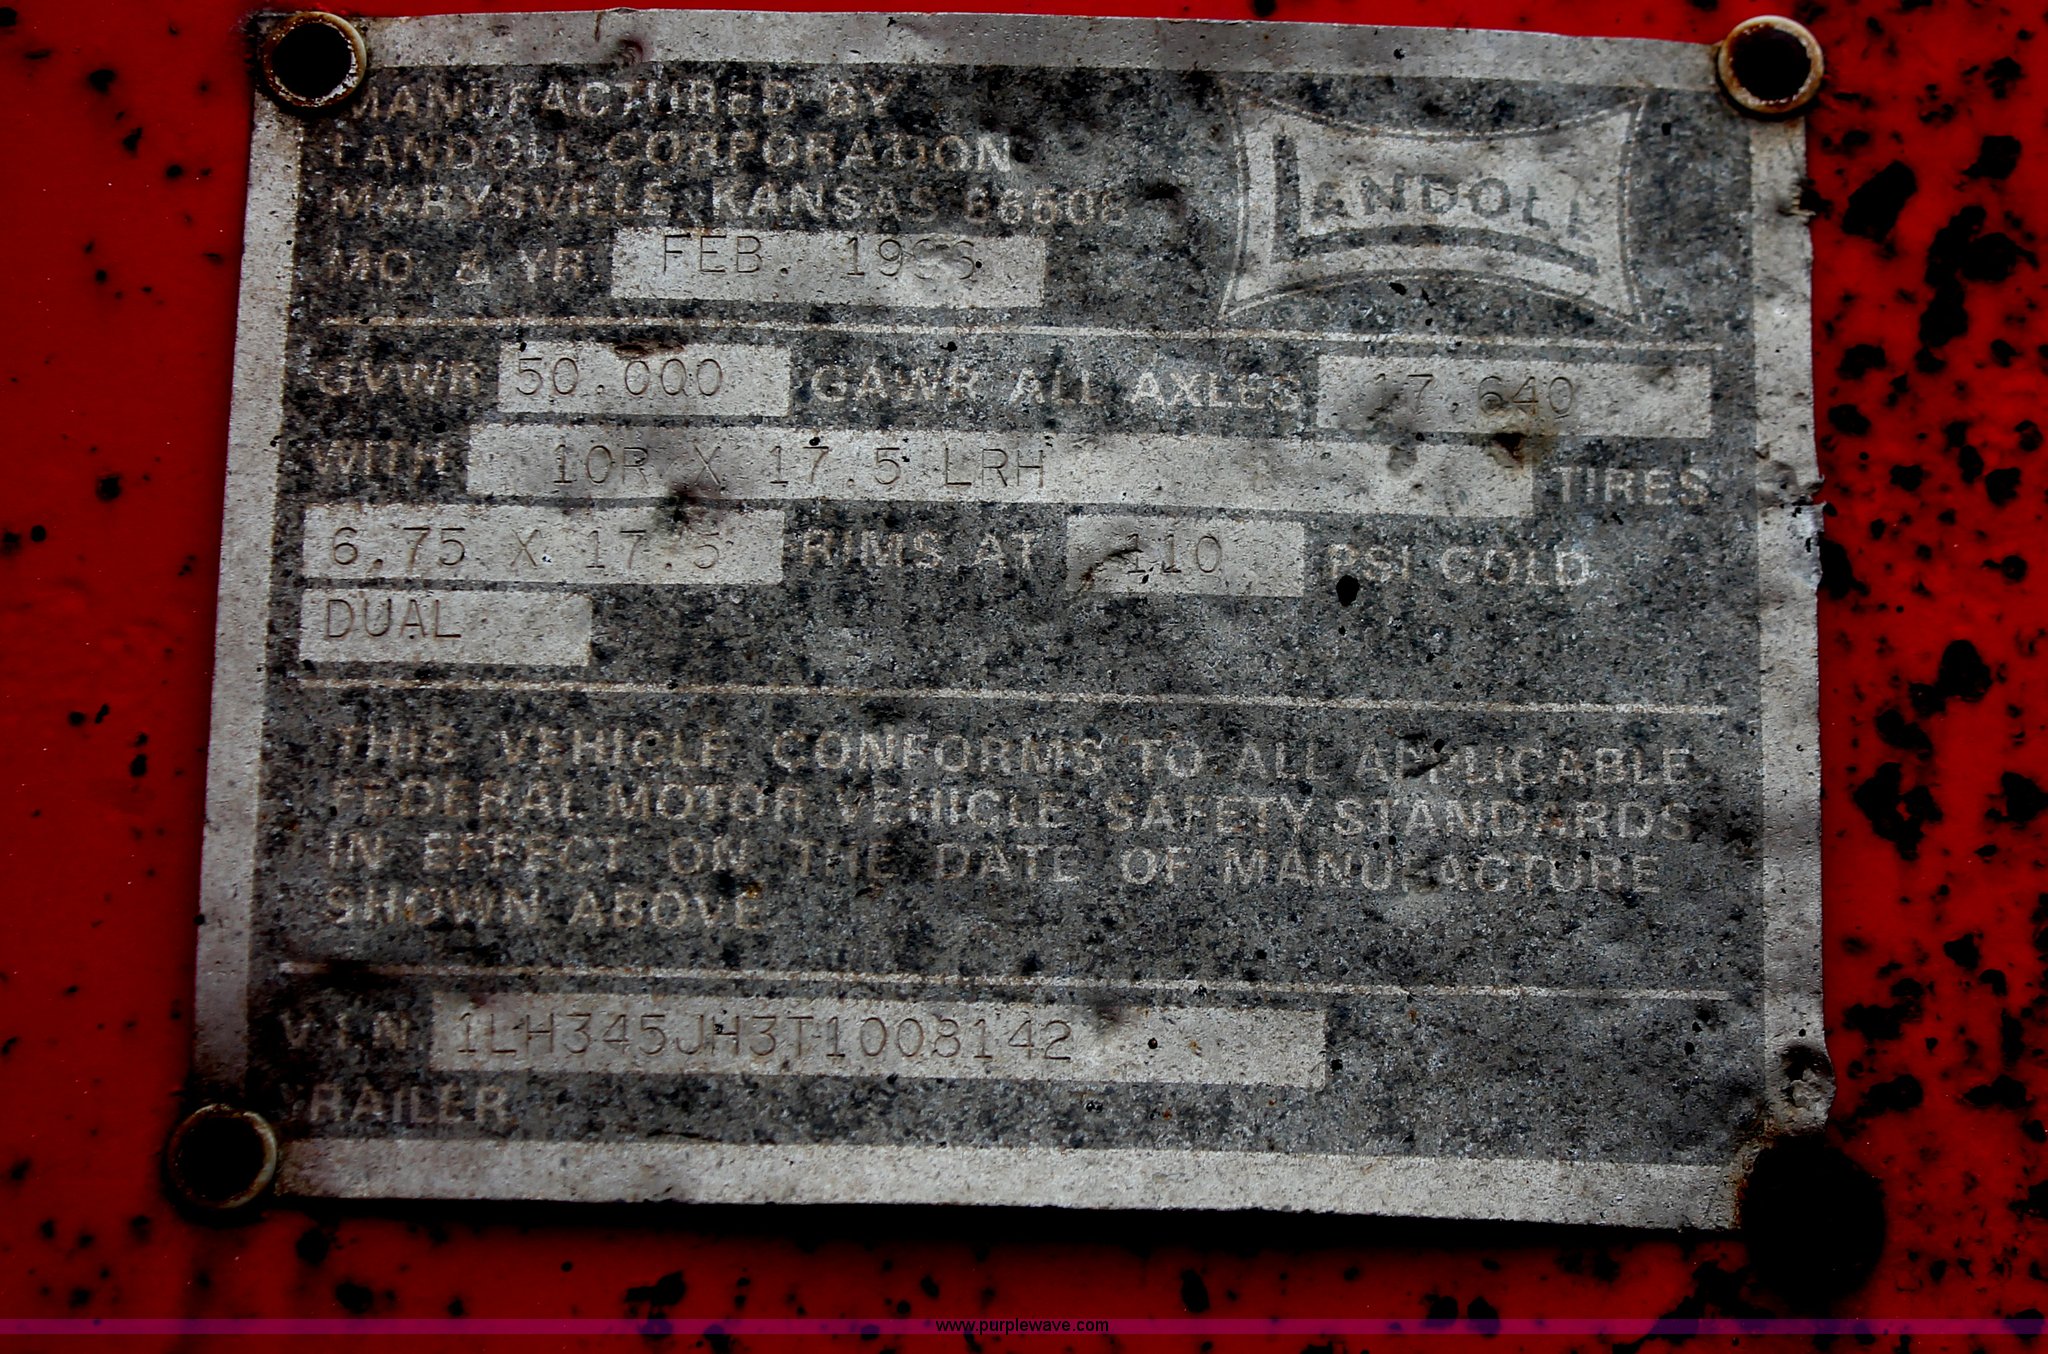 MANUFACTURED BY
LANDOLL CORPORATION
MARYSVILLE, KANSAS 66508
LANDOLL
MO. & YR. FEB. 1996
GVWR 50.000 GAWR ALL AXLES 17.640
WITH 10R X 17.5 LRH TIRES
6.75 X 17.5 RIMS AT 110 PSI COLD
DUAL
THIS VEHICLE CONFORMS TO ALL APPLICABLE
FEDERAL MOTOR VEHICLE SAFETY STANDARDS
IN EFFECT ON THE DATE OF MANUFACTURE
SHOWN ABOVE
V.I.N. 1LH345JH3T1008142
TRAILER
www.purplewave.com